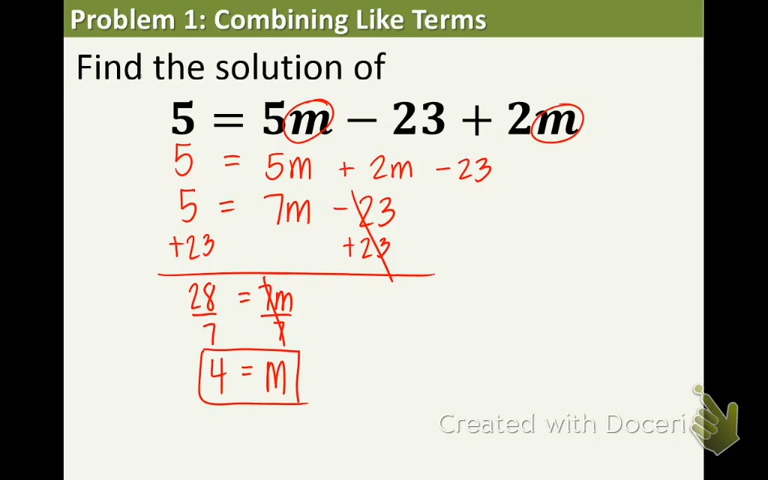 Problem 1: Combining Like Terms
Find the solution of
5 = 5m − 23 + 2m
5 = 5m + 2m − 23
5 = 7m − 23
+23 +23
28 = 7m
7 7
4 = m
Created with Doceri